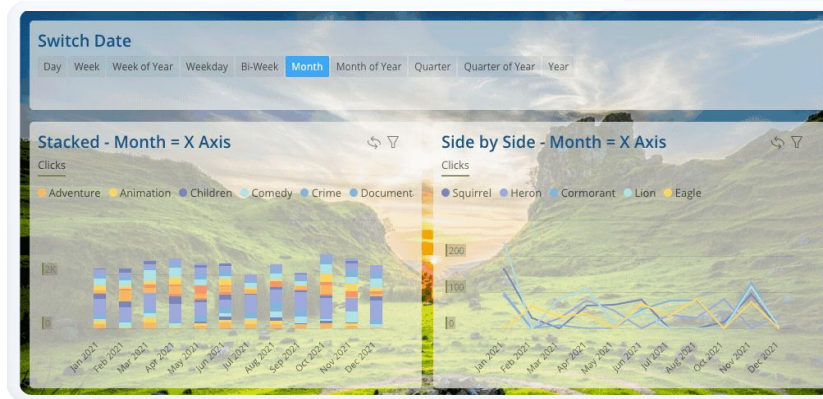 Switch Date
Day Week Week of Year Weekday Bi-Week Month Month of Year Quarter Quarter of Year Year
Stacked - Month = X Axis
Clicks
Adventure Animation Children Comedy Crime Document
2K
0
Jan 2021 Feb 2021 Mar 2021 Apr 2021 May 2021 Jun 2021 Jul 2021 Aug 2021 Sep 2021 Oct 2021 Nov 2021 Dec 2021
Side by Side - Month = X Axis
Clicks
Squirrel Heron Cormorant Lion Eagle
200
100
0
Jan 2021 Feb 2021 Mar 2021 Apr 2021 May 2021 Jun 2021 Jul 2021 Aug 2021 Oct 2021 Nov 2021 Dec 2021